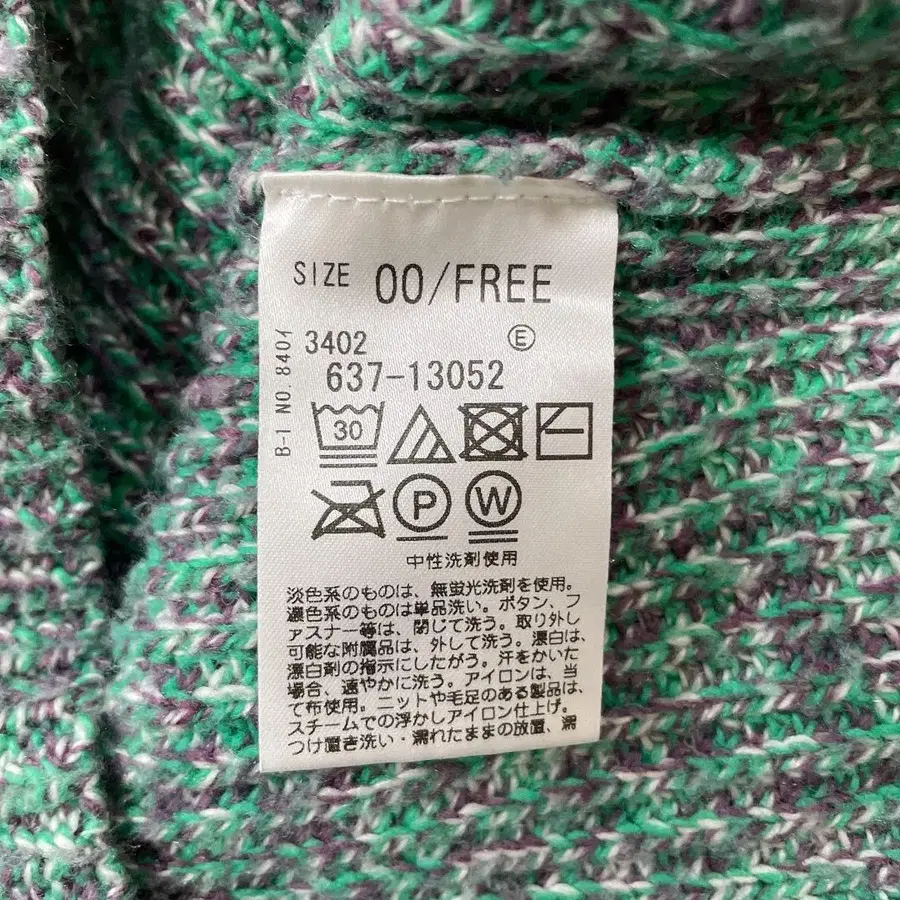 SIZE 00/FREE
3402 Ⓔ
637-13052
B-1 NO. 8401
30
P W
中性洗剤使用
淡色系のものは、無蛍光洗剤を使用。
濃色系のものは単品洗い。ボタン、フ
ァスナー等は、閉じて洗う。取り外し
可能な附属品は、外して洗う。漂白は、
漂白剤の指示にしたがう。汗をかいた
場合、速やかに洗う。アイロンは、当
て布使用。ニットや毛足のある製品は、
スチームでの浮かしアイロン仕上げ。
つけ置き洗い・濡れたままの放置、濡